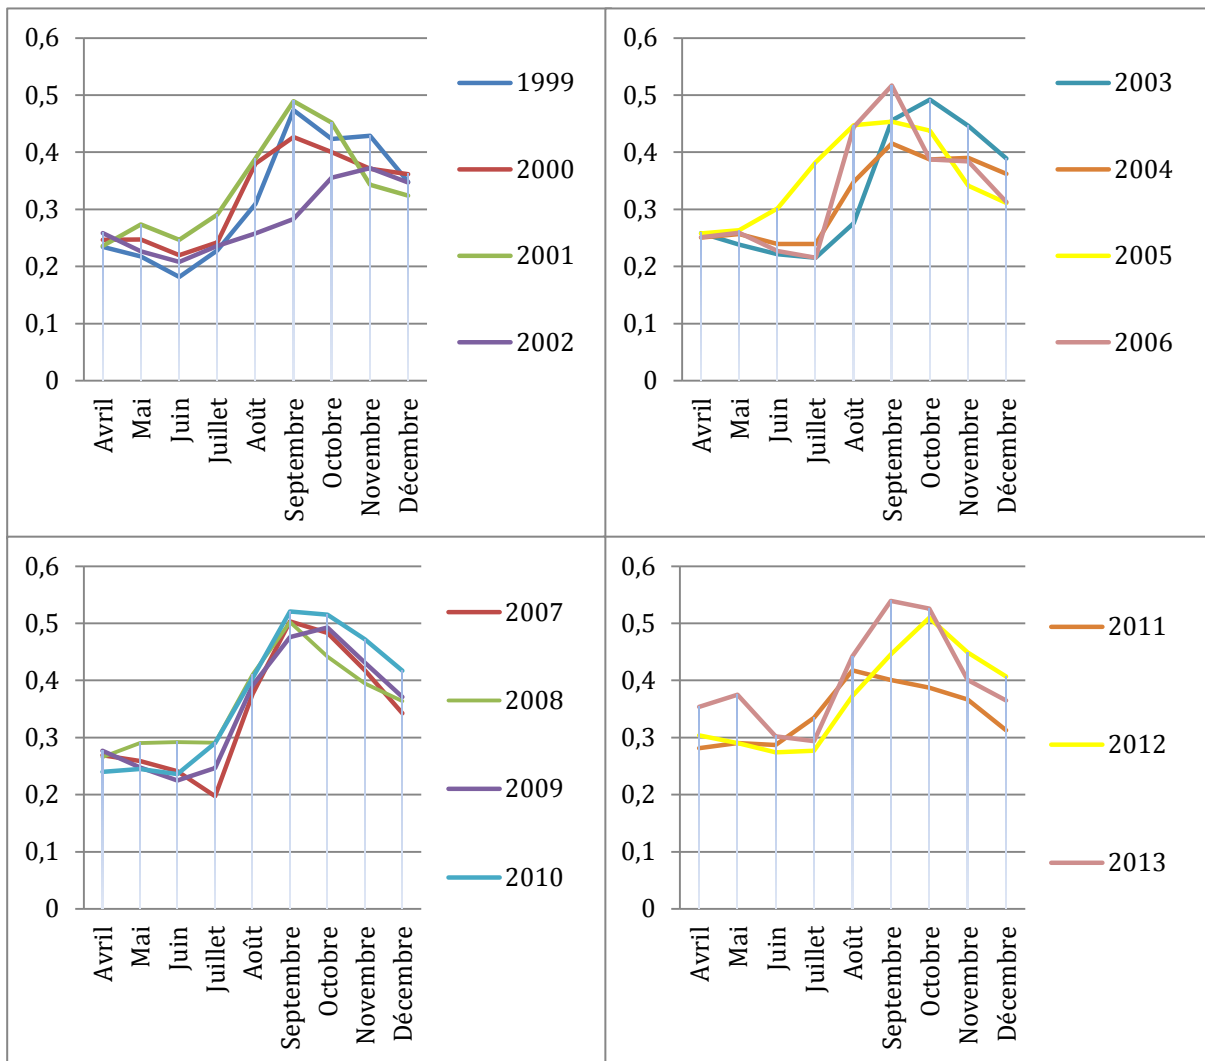 0,6
0,5
0,4
0,3
0,2
0,1
0
Avril
Mai
Juin
Juillet
Août
Septembre
Octobre
Novembre
Décembre
1999
2000
2001
2002
0,6
0,5
0,4
0,3
0,2
0,1
0
Avril
Mai
Juin
Juillet
Août
Septembre
Octobre
Novembre
Décembre
2003
2004
2005
2006
0,6
0,5
0,4
0,3
0,2
0,1
0
Avril
Mai
Juin
Juillet
Août
Septembre
Octobre
Novembre
Décembre
2007
2008
2009
2010
0,6
0,5
0,4
0,3
0,2
0,1
0
Avril
Mai
Juin
Juillet
Août
Septembre
Octobre
Novembre
Décembre
2011
2012
2013